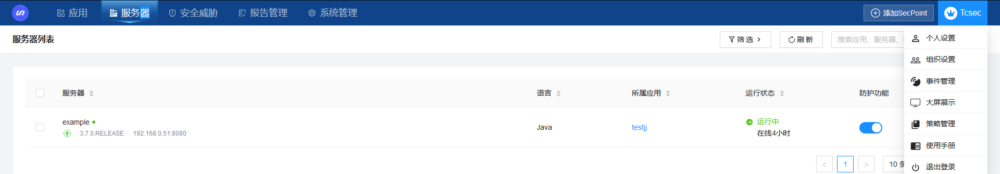 应用 服务器 安全威胁 报告管理 系统管理 添加SecPoint Tcsec
服务器列表 筛选 刷新 搜索应用、服务器、
个人设置
组织设置
事件管理
大屏展示
策略管理
使用手册
退出登录
服务器 语言 所属应用 运行状态 防护功能
example Java testjj 运行中
3.7.0.RELEASE 192.168.0.51:8080 在线4小时
1 10 条